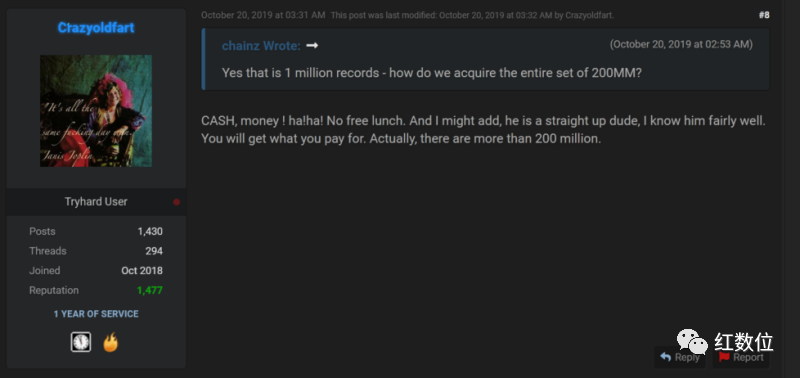 Crazyoldfart
October 20, 2019 at 03:31 AM This post was last modified: October 20, 2019 at 03:32 AM by Crazyoldfart.
#8
chainz Wrote:
(October 20, 2019 at 02:53 AM)
Yes that is 1 million records - how do we acquire the entire set of 200MM?
CASH, money ! ha!ha! No free lunch. And I might add, he is a straight up dude, I know him fairly well.
You will get what you pay for. Actually, there are more than 200 million.
"It's all the
same fucking day man."
Janis Joplin
Tryhard User
Posts 1,430
Threads 294
Joined Oct 2018
Reputation 1,477
1 YEAR OF SERVICE
Reply
Report
红数位